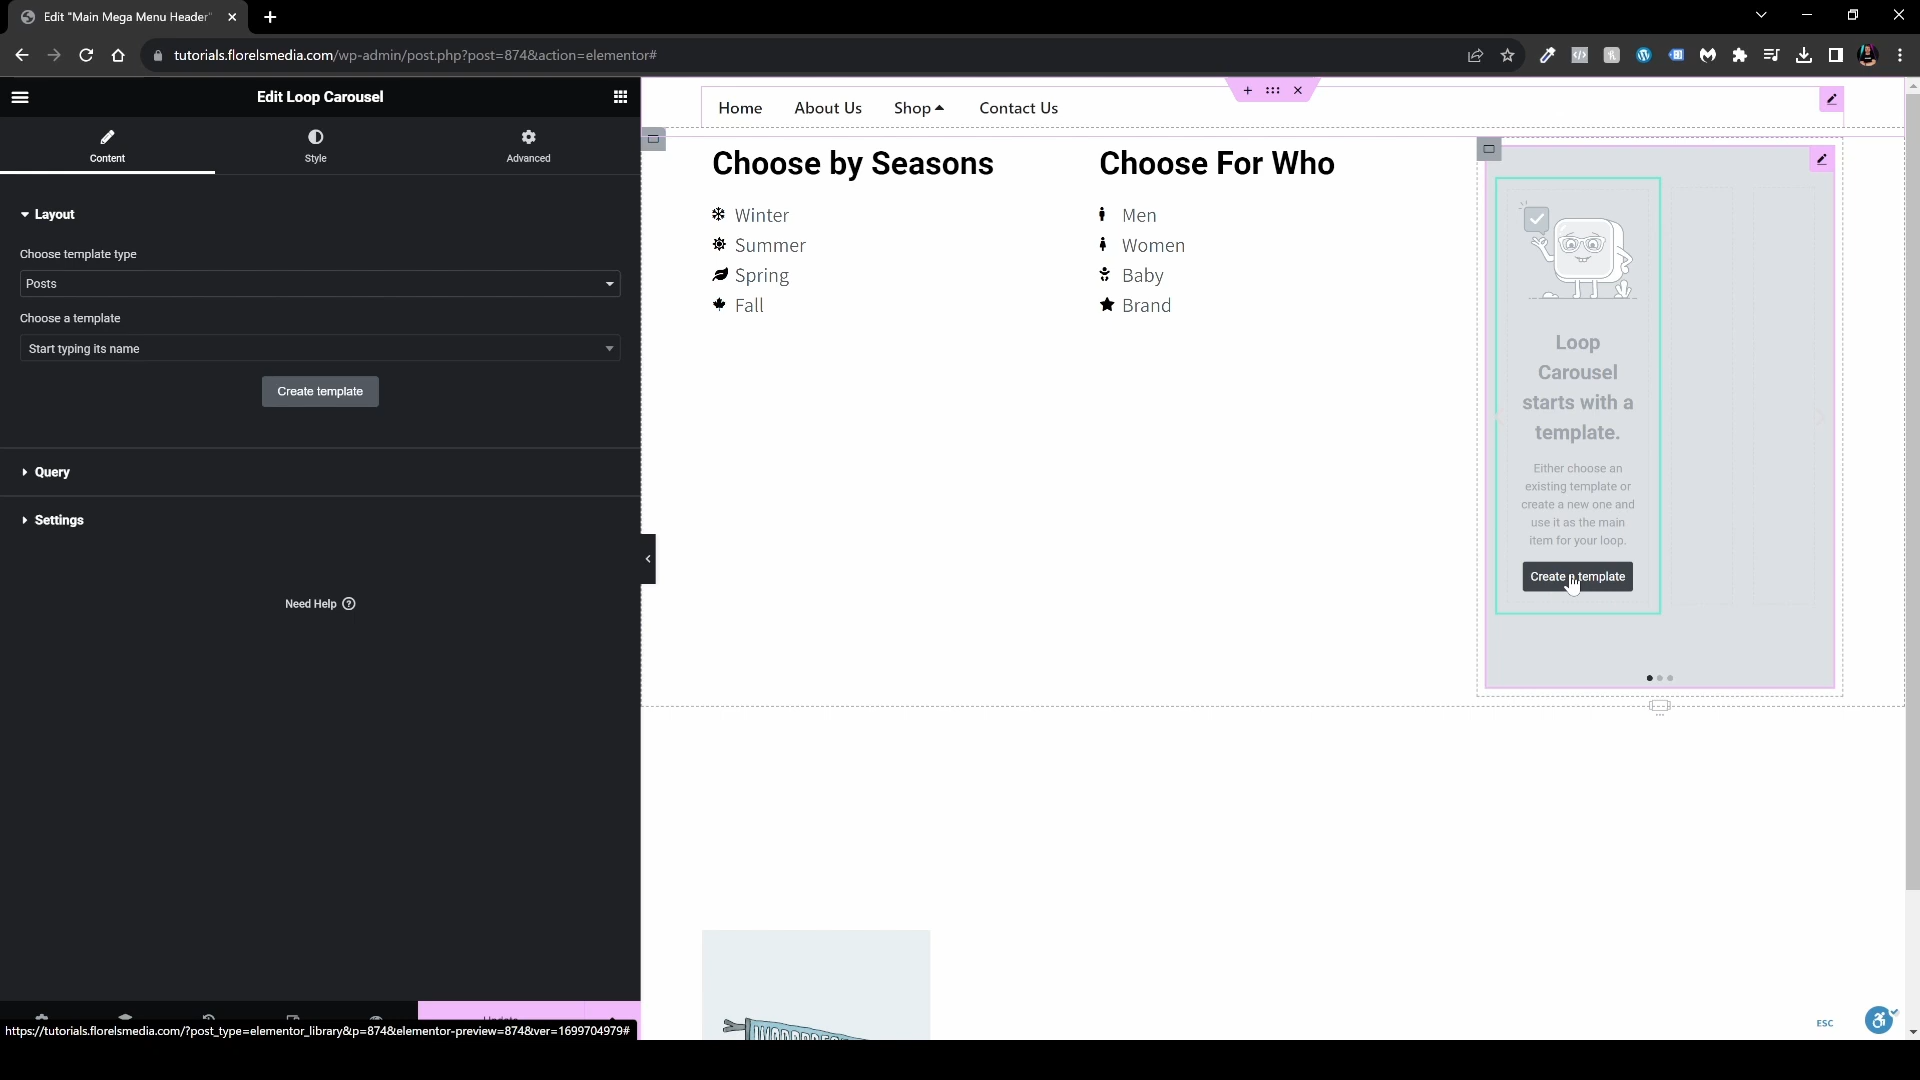 Edit "Main Mega Menu Header"
tutorials.florelsmedia.com/wp-admin/post.php?post=874&action=elementor#
Edit Loop Carousel
Content
Style
Advanced
Layout
Choose template type
Posts
Choose a template
Start typing its name
Create template
Query
Settings
Need Help
Home
About Us
Shop
Contact Us
Choose by Seasons
Winter
Summer
Spring
Fall
Choose For Who
Men
Women
Baby
Brand
Loop
Carousel
starts with a
template.
Either choose an
existing template or
create a new one and
use it as the main
item for your loop.
Create a template
ESC
https://tutorials.florelsmedia.com/?post_type=elementor_library&p=874&elementor-preview=874&ver=1699704979#